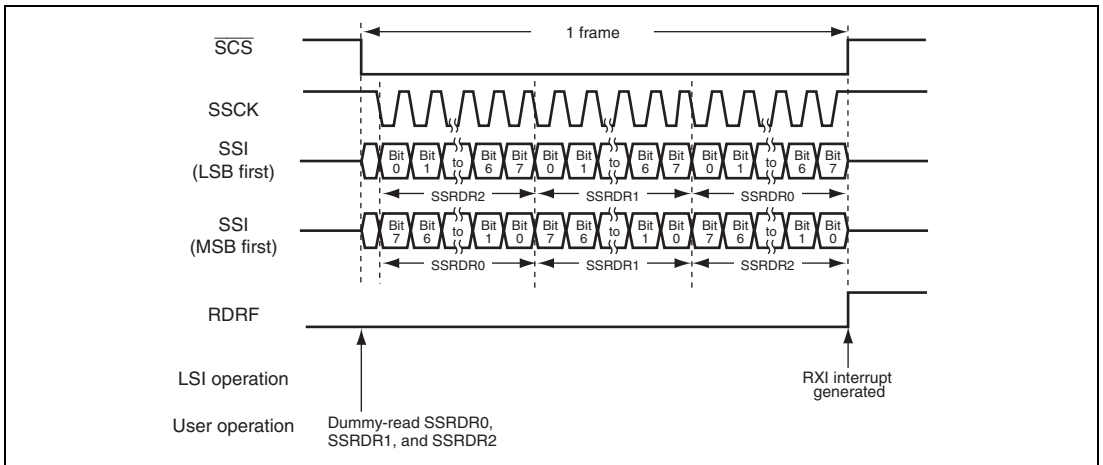 1 frame
SCS
SSCK
SSI
(LSB first)
Bit 0 Bit 1 to Bit 6 Bit 7 Bit 0 Bit 1 to Bit 6 Bit 7 Bit 0 Bit 1 to Bit 6 Bit 7
SSRDR2 SSRDR1 SSRDR0
SSI
(MSB first)
Bit 7 Bit 6 to Bit 1 Bit 0 Bit 7 Bit 6 to Bit 1 Bit 0 Bit 7 Bit 6 to Bit 1 Bit 0
SSRDR0 SSRDR1 SSRDR2
RDRF
LSI operation
RXI interrupt
generated
User operation
Dummy-read SSRDR0,
SSRDR1, and SSRDR2